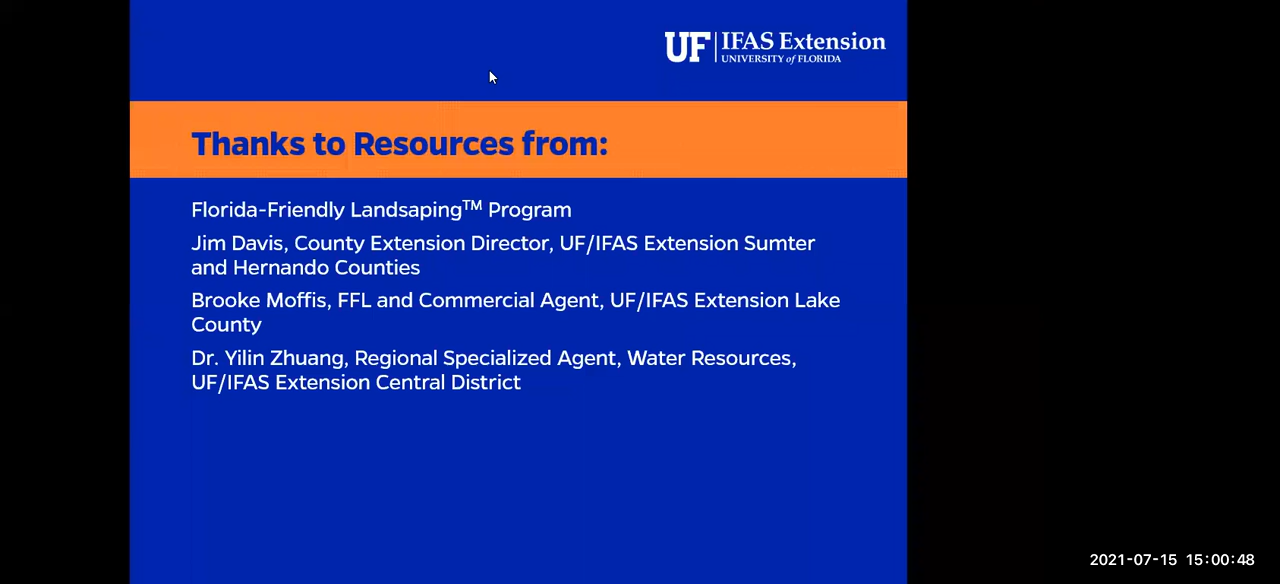 UF IFAS Extension
UNIVERSITY of FLORIDA
Thanks to Resources from:
Florida-Friendly Landsaping™ Program
Jim Davis, County Extension Director, UF/IFAS Extension Sumter
and Hernando Counties
Brooke Moffis, FFL and Commercial Agent, UF/IFAS Extension Lake
County
Dr. Yilin Zhuang, Regional Specialized Agent, Water Resources,
UF/IFAS Extension Central District
2021-07-15 15:00:48